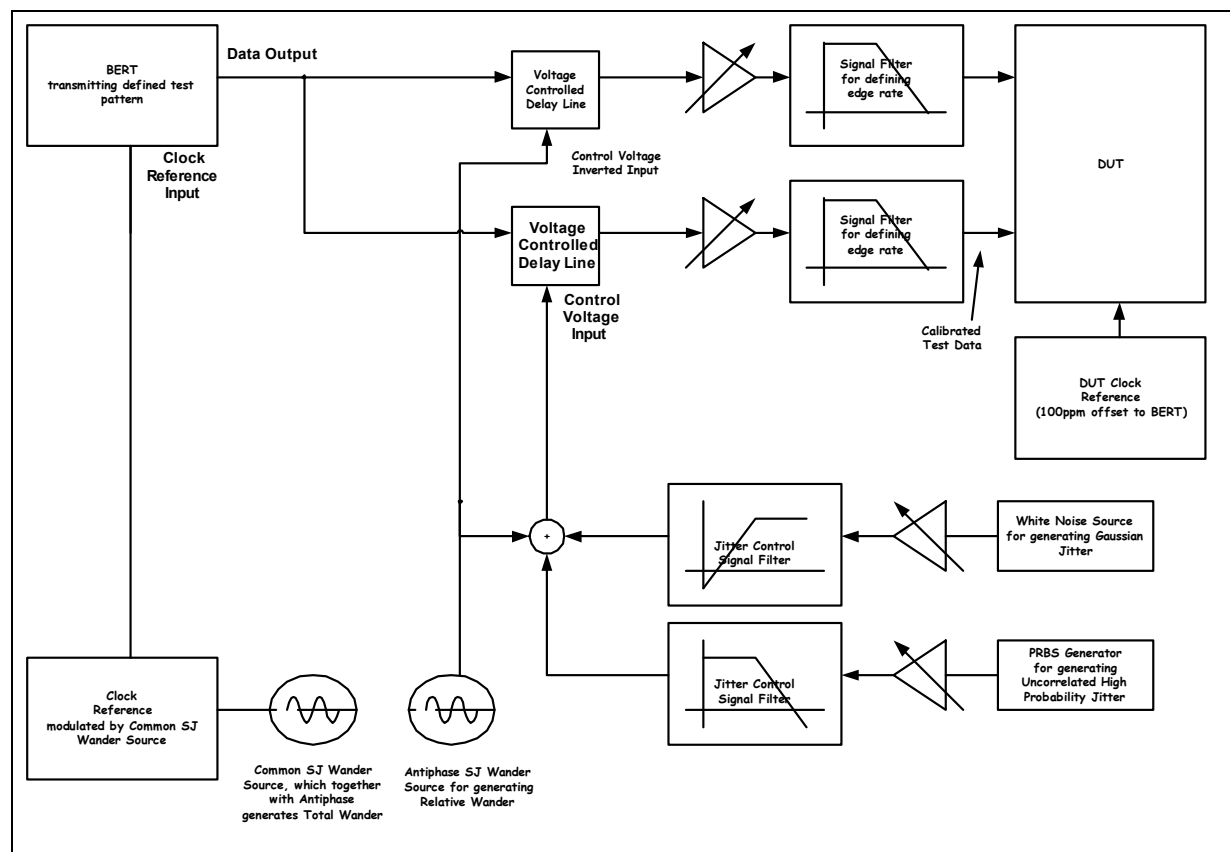 BERT
transmitting defined test
pattern
Data Output
Clock
Reference
Input
Voltage
Controlled
Delay Line
Control Voltage
Inverted Input
Signal Filter
for defining
edge rate
DUT
Voltage
Controlled
Delay Line
Control
Voltage
Input
Signal Filter
for defining
edge rate
Calibrated
Test Data
DUT Clock
Reference
(100ppm offset to BERT)
+
Jitter Control
Signal Filter
White Noise Source
for generating Gaussian
Jitter
Jitter Control
Signal Filter
PRBS Generator
for generating
Uncorrelated High
Probability Jitter
Clock
Reference
modulated by Common SJ
Wander Source
Common SJ Wander
Source, which together
with Antiphase
generates Total Wander
Antiphase SJ Wander
Source for generating
Relative Wander